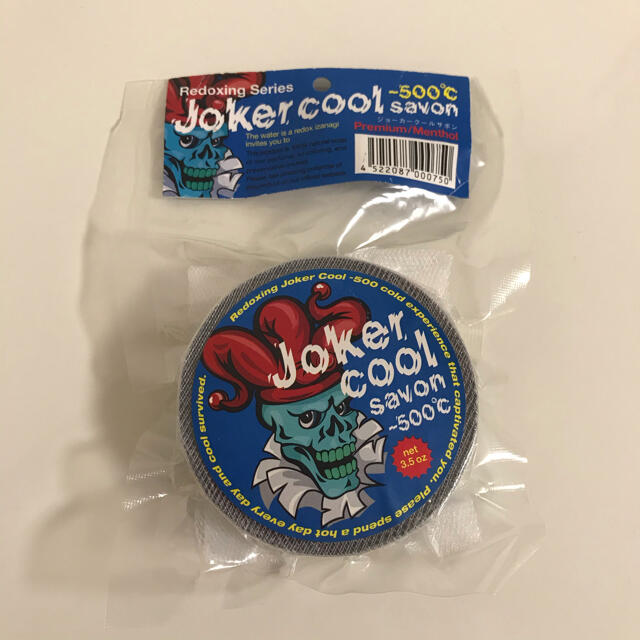 Redoxing Series
Joker cool
~500℃
savon
ジョーカークールサボン
Premium/Menthol
The water is a redox izanagi
invites you to
4 522087 000750
Redoxing Joker Cool -500 cold experience that captivated you. Please spend a hot day every day and cool survived.
Joker
cool
savon
~500℃
net
3.5 oz